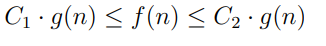 C₁ · g(n) ≤ f(n) ≤ C₂ · g(n)